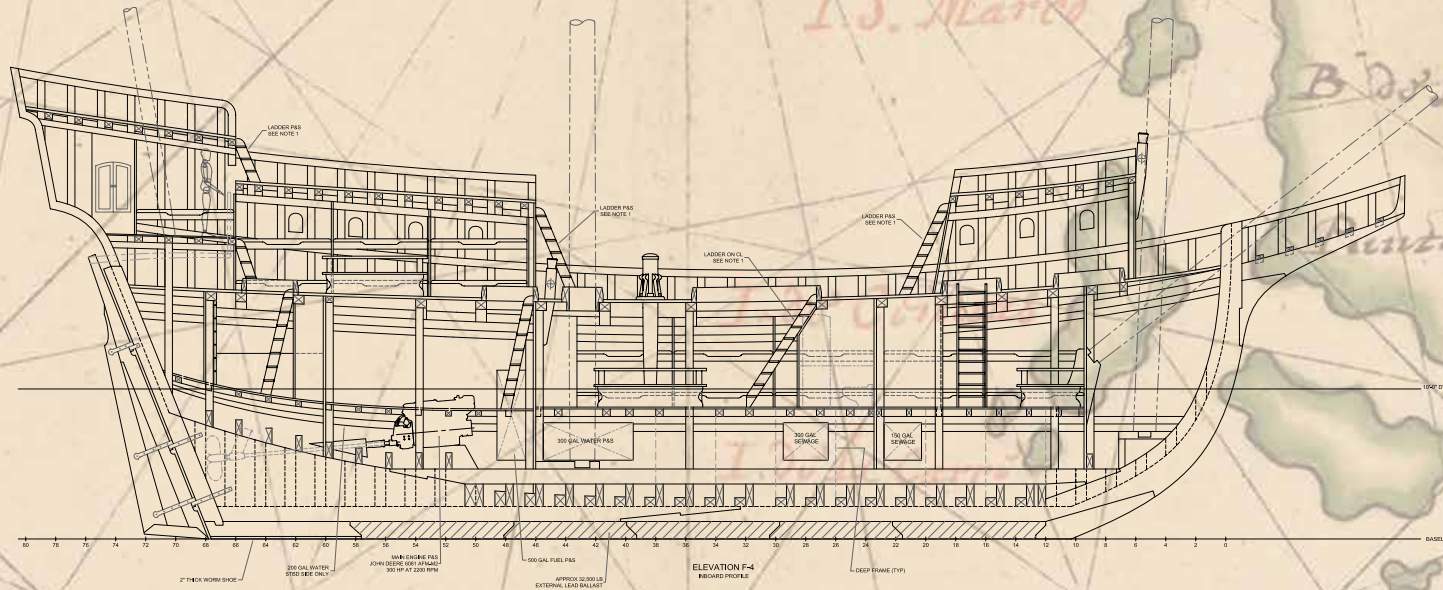 I. S. Marco
LADDER P&S
SEE NOTE 1
LADDER P&S
SEE NOTE 1
LADDER P&S
SEE NOTE 1
LADDER ON CL
SEE NOTE 1
300 GAL WATER P&S
300 GAL
SEWAGE
150 GAL
SEWAGE
BASEL
80 78 76 74 72 70 68 66 64 62 60 58 56 54 52 50 48 46 44 42 40 38 36 34 32 30 28 26 24 22 20 18 16 14 12 10 8 6 4 2 0
2" THICK WORM SHOE
200 GAL WATER
STBD SIDE ONLY
MAIN ENGINE P&S
JOHN DEERE 6081 AFM-M2
300 HP AT 2200 RPM
500 GAL FUEL P&S
APPROX 32,500 LB
EXTERNAL LEAD BALLAST
DEEP FRAME (TYP)
ELEVATION F-4
INBOARD PROFILE